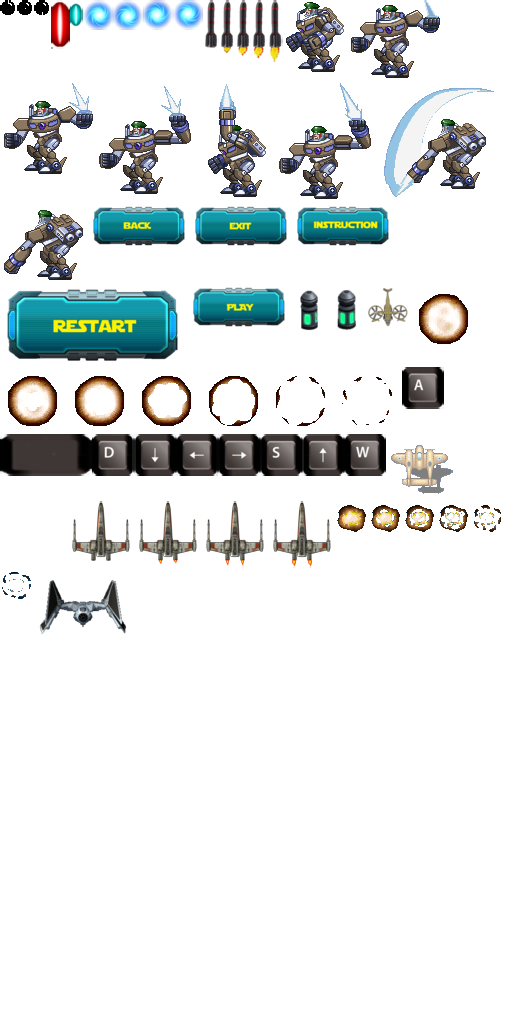 BACK
EXIT
INSTRUCTION
RESTART
PLAY
A
D
↓
←
→
S
↑
W